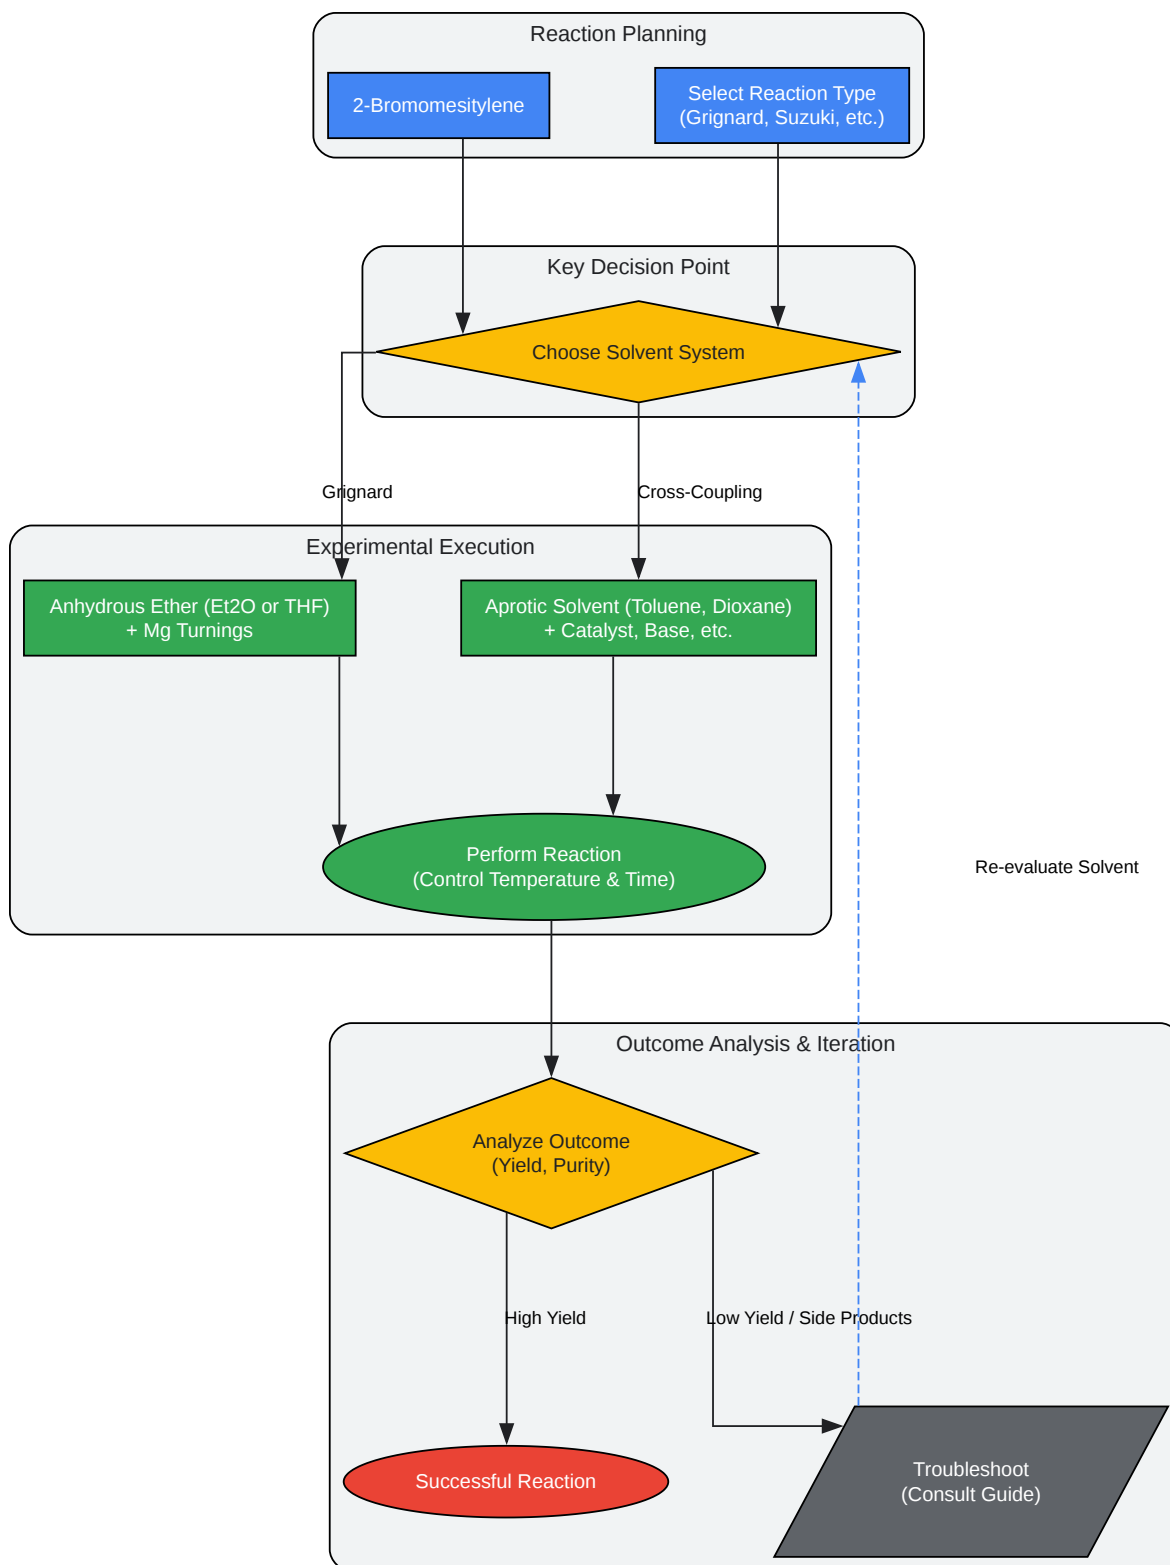 Reaction Planning
2-Bromomesitylene
Select Reaction Type
(Grignard, Suzuki, etc.)
Key Decision Point
Choose Solvent System
Grignard
Cross-Coupling
Experimental Execution
Anhydrous Ether (Et2O or THF)
+ Mg Turnings
Aprotic Solvent (Toluene, Dioxane)
+ Catalyst, Base, etc.
Perform Reaction
(Control Temperature & Time)
Re-evaluate Solvent
Outcome Analysis & Iteration
Analyze Outcome
(Yield, Purity)
High Yield
Low Yield / Side Products
Successful Reaction
Troubleshoot
(Consult Guide)